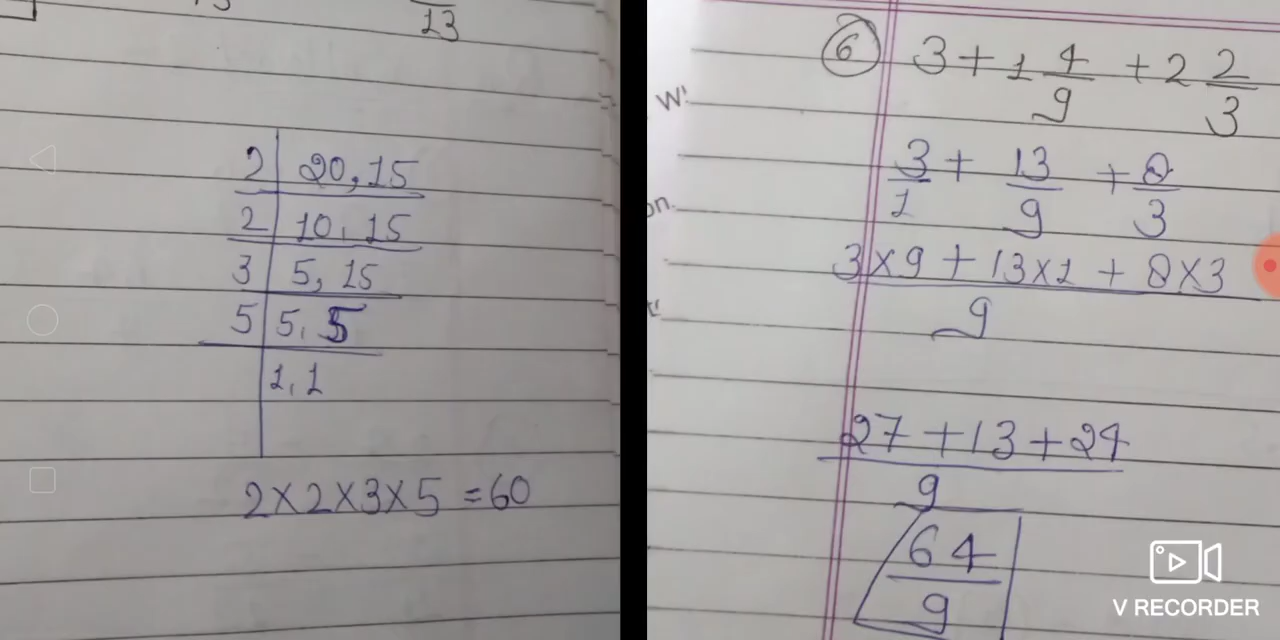 13
2 | 20, 15
2 | 10, 15
3 | 5, 15
5 | 5, 5
1, 1
2×2×3×5 = 60
6 3 + 1 4/9 + 2 2/3
3/1 + 13/9 + 8/3
3×9 + 13×1 + 8×3
9
27 + 13 + 24
9
64
9
V RECORDER